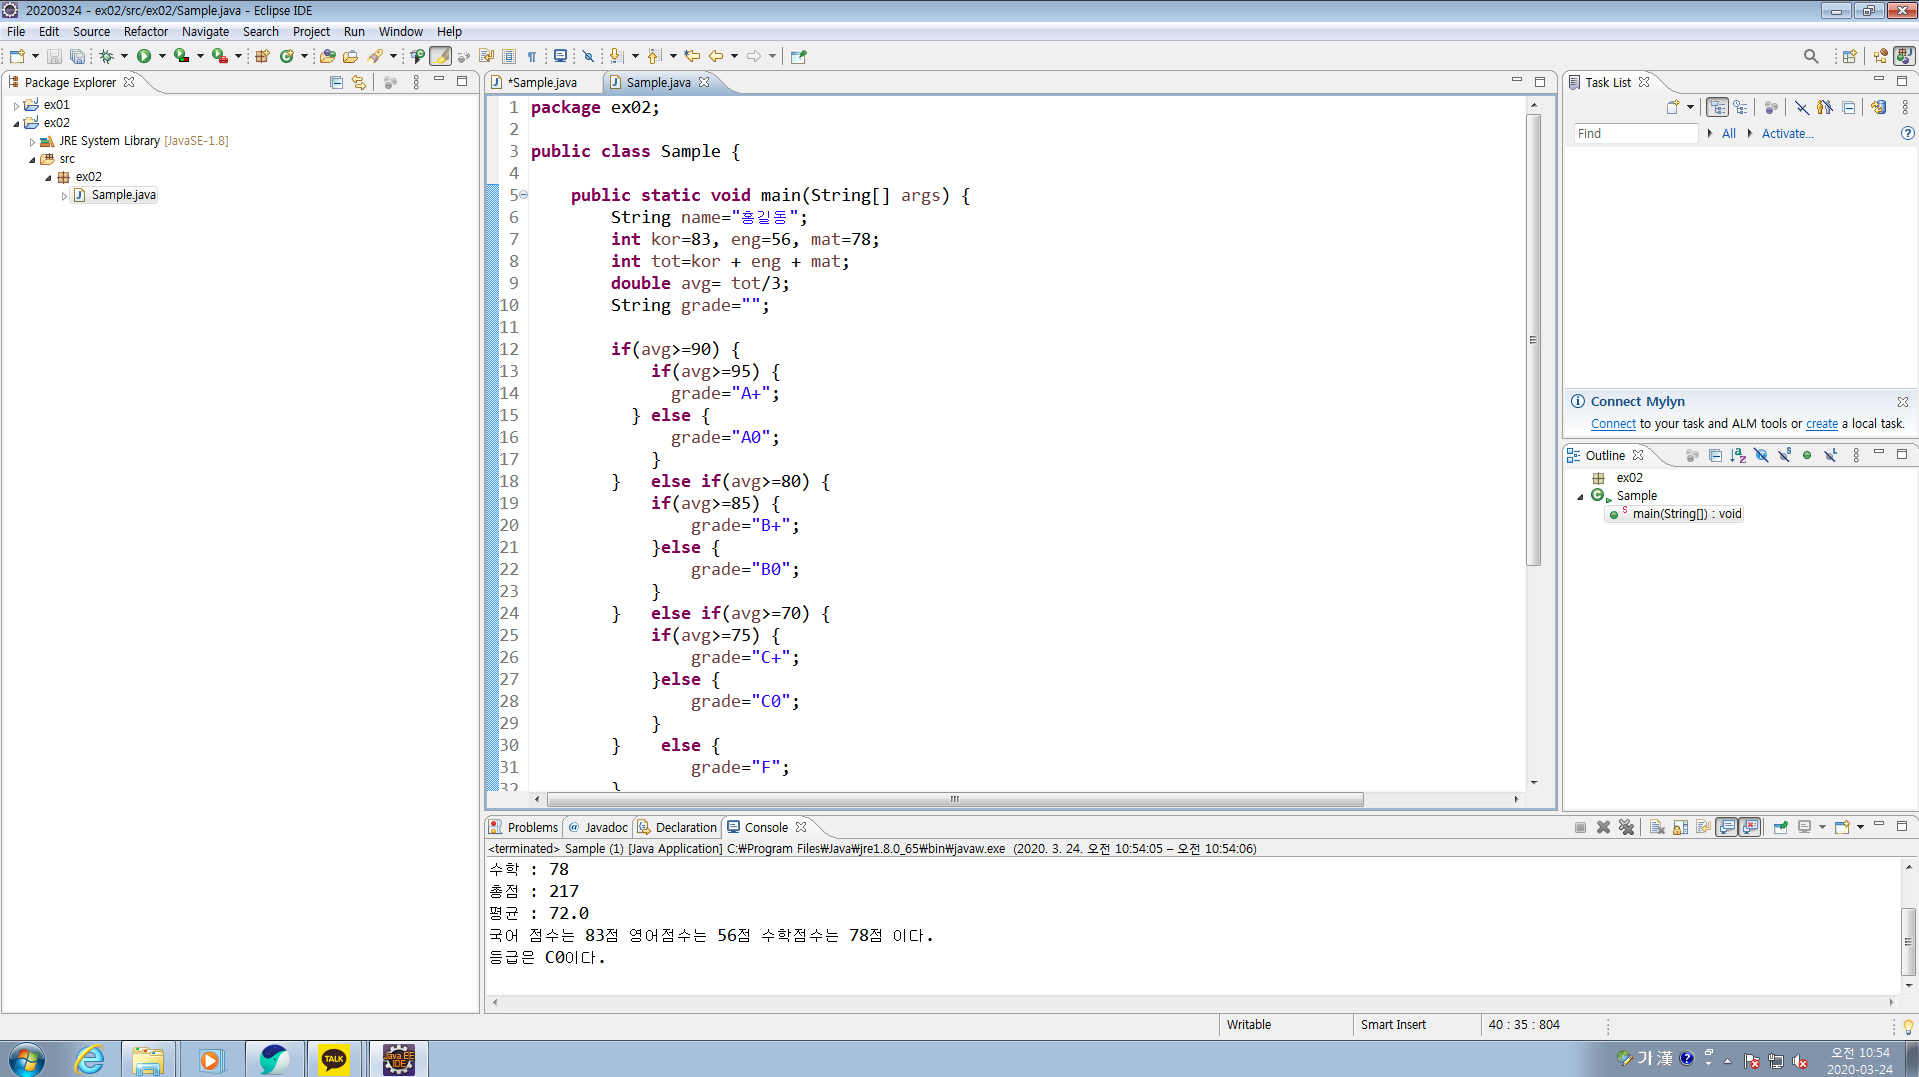 20200324 - ex02/src/ex02/Sample.java - Eclipse IDE
File Edit Source Refactor Navigate Search Project Run Window Help
Package Explorer
ex01
ex02
JRE System Library [JavaSE-1.8]
src
ex02
Sample.java
*Sample.java
Sample.java
1 package ex02;
2
3 public class Sample {
4
5 public static void main(String[] args) {
6 String name="홍길동";
7 int kor=83, eng=56, mat=78;
8 int tot=kor + eng + mat;
9 double avg= tot/3;
10 String grade="";
11
12 if(avg>=90) {
13 if(avg>=95) {
14 grade="A+";
15 } else {
16 grade="A0";
17 }
18 } else if(avg>=80) {
19 if(avg>=85) {
20 grade="B+";
21 }else {
22 grade="B0";
23 }
24 } else if(avg>=70) {
25 if(avg>=75) {
26 grade="C+";
27 }else {
28 grade="C0";
29 }
30 } else {
31 grade="F";
32 }
Task List
Find
All
Activate...
Connect Mylyn
Connect to your task and ALM tools or create a local task.
Outline
ex02
Sample
main(String[]) : void
Problems
Javadoc
Declaration
Console
<terminated> Sample (1) [Java Application] C:₩Program Files₩Java₩jre1.8.0_65₩bin₩javaw.exe (2020. 3. 24. 오전 10:54:05 – 오전 10:54:06)
수학 : 78
총점 : 217
평균 : 72.0
국어 점수는 83점 영어점수는 56점 수학점수는 78점 이다.
등급은 C0이다.
Writable
Smart Insert
40 : 35 : 804
TALK
Java EE
IDE
가 漢
오전 10:54
2020-03-24